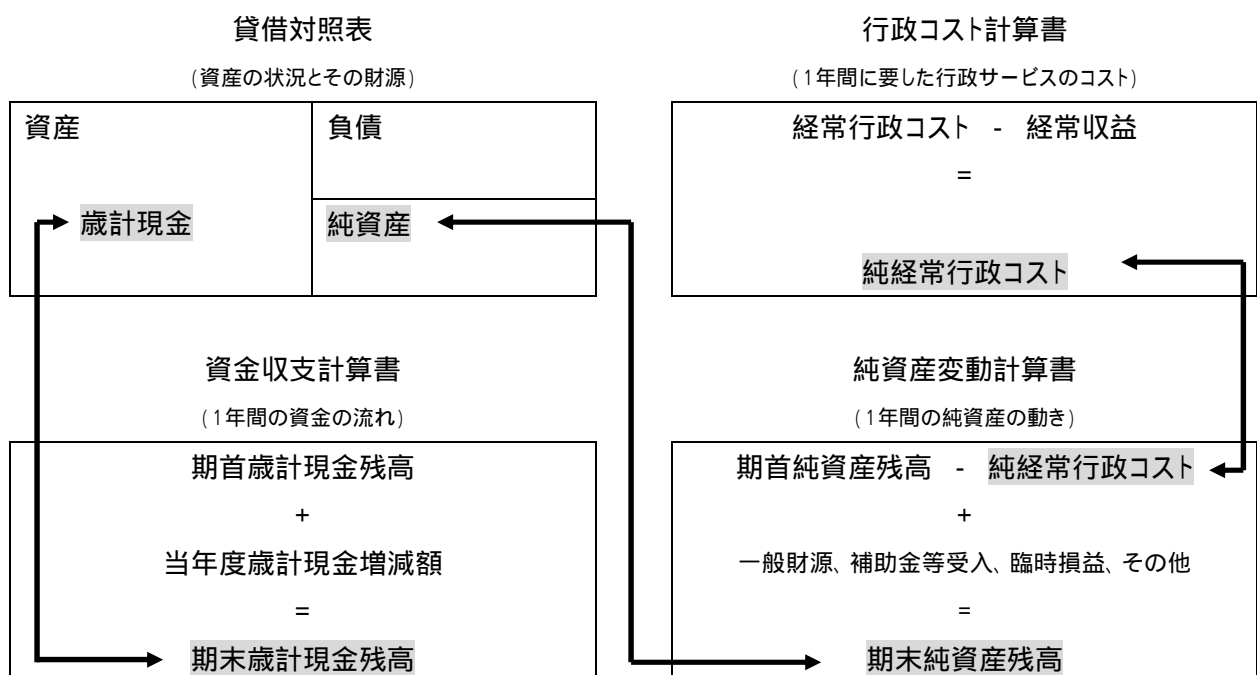 貸借対照表
(資産の状況とその財源)
資産
負債
歳計現金
純資産
行政コスト計算書
(1年間に要した行政サービスのコスト)
経常行政コスト - 経常収益
=
純経常行政コスト
資金収支計算書
(1年間の資金の流れ)
期首歳計現金残高
+
当年度歳計現金増減額
=
期末歳計現金残高
純資産変動計算書
(1年間の純資産の動き)
期首純資産残高 - 純経常行政コスト
+
一般財源、補助金等受入、臨時損益、その他
=
期末純資産残高